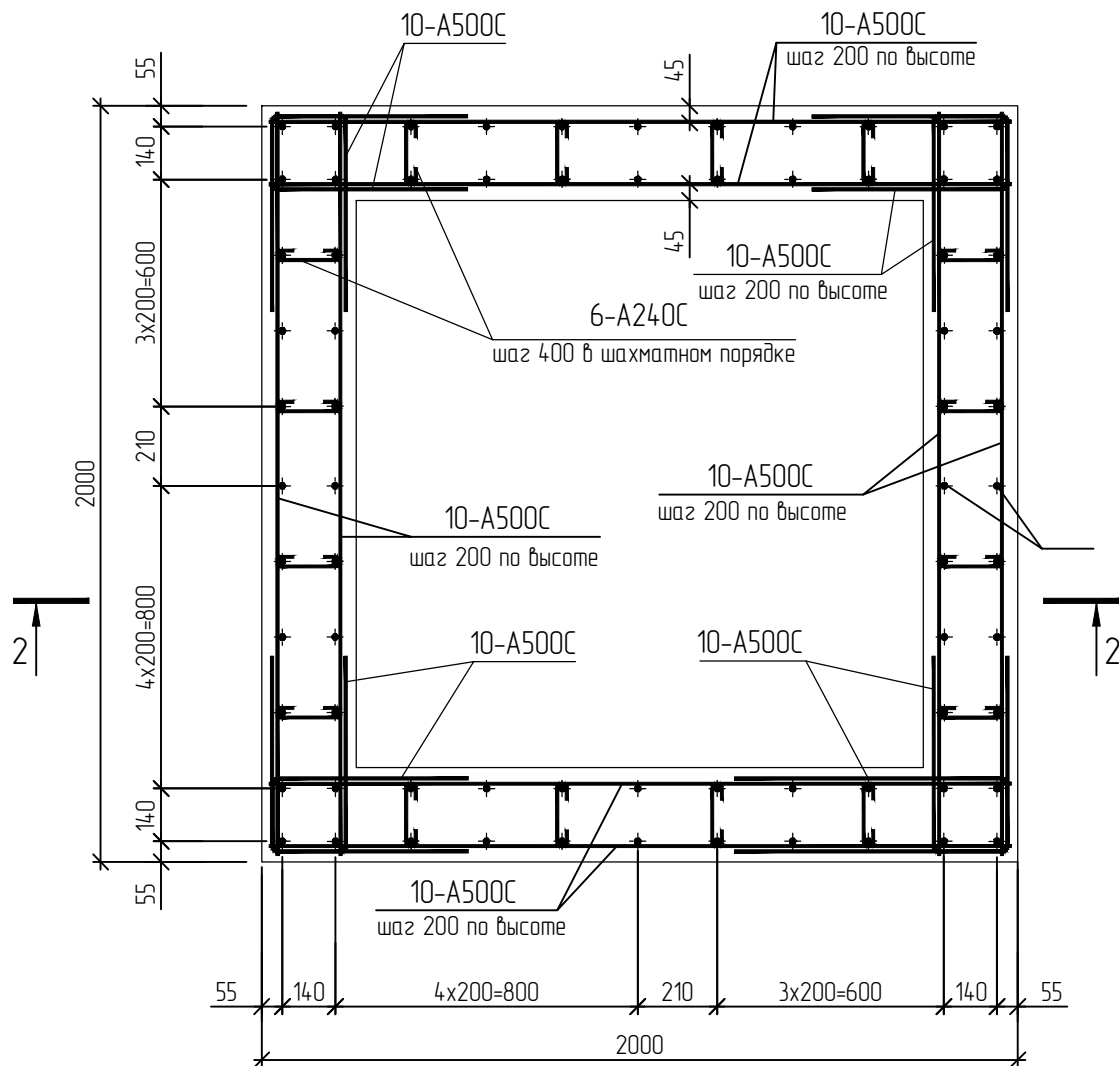 10-А500С
10-А500С
шаг 200 по высоте
55
45
140
45
10-А500С
шаг 200 по высоте
3х200=600
6-А240С
шаг 400 в шахматном порядке
210
2000
10-А500С
шаг 200 по высоте
10-А500С
шаг 200 по высоте
2
2
4х200=800
10-А500С
10-А500С
140
55
10-А500С
шаг 200 по высоте
55
140
4х200=800
210
3х200=600
140
55
2000